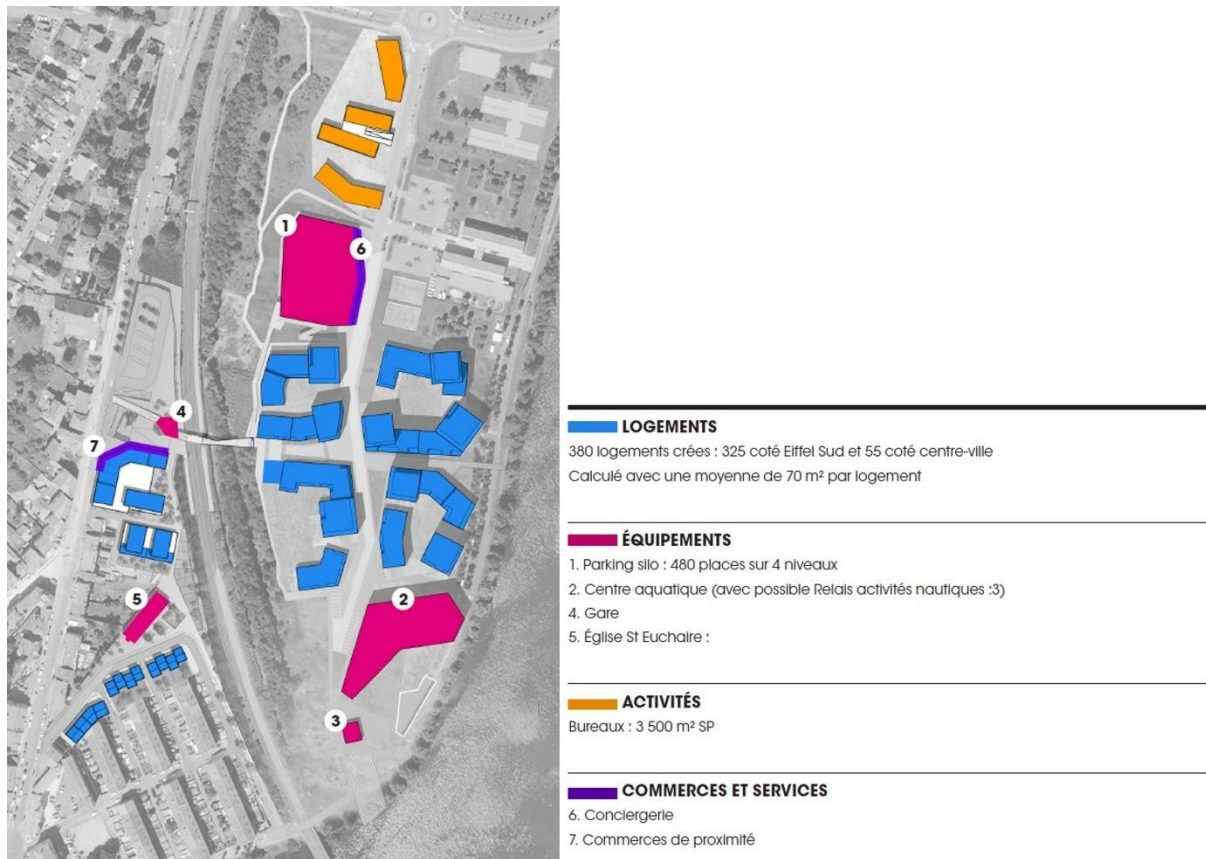 1
6
4
7
5
2
3
LOGEMENTS
380 logements crées : 325 coté Eiffel Sud et 55 coté centre-ville
Calculé avec une moyenne de 70 m² par logement
ÉQUIPEMENTS
1. Parking silo : 480 places sur 4 niveaux
2. Centre aquatique (avec possible Relais activités nautiques :3)
4. Gare
5. Église St Euchaire :
ACTIVITÉS
Bureaux : 3 500 m² SP
COMMERCES ET SERVICES
6. Conciergerie
7. Commerces de proximité